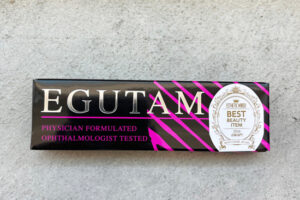 EGUTAM
PHYSICIAN FORMULATED
OPHTHALMOLOGIST TESTED
BEST
BEAUTY
ITEM